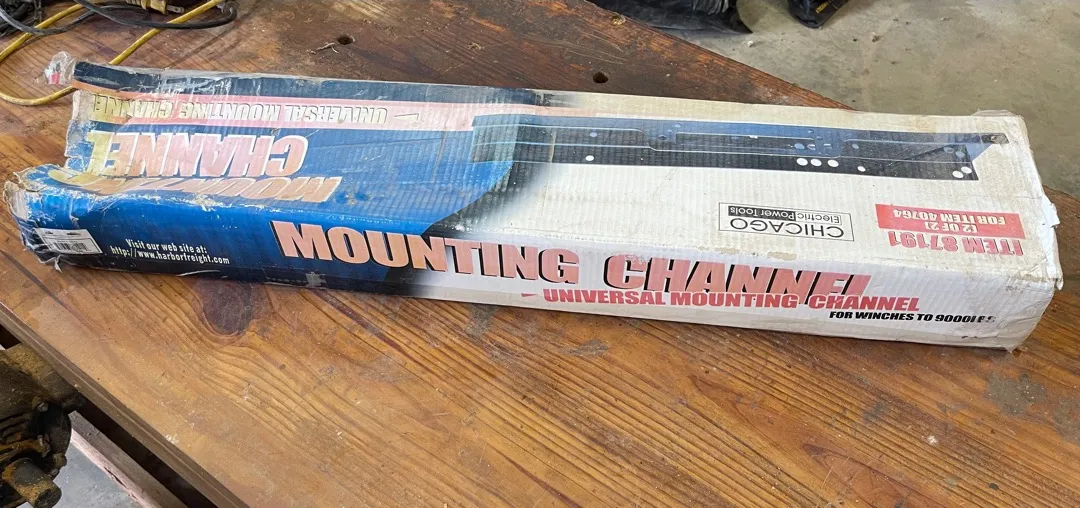 UNIVERSAL MOUNTING CHANNEL
MOUNTING
CHANNEL
CHICAGO
Electric Power Tools
ITEM 87191
(2 OF 2)
FOR ITEM 40764
Visit our web site at:
http://www.harborfreight.com
MOUNTING CHANNEL
UNIVERSAL MOUNTING CHANNEL
FOR WINCHES TO 9000LBS